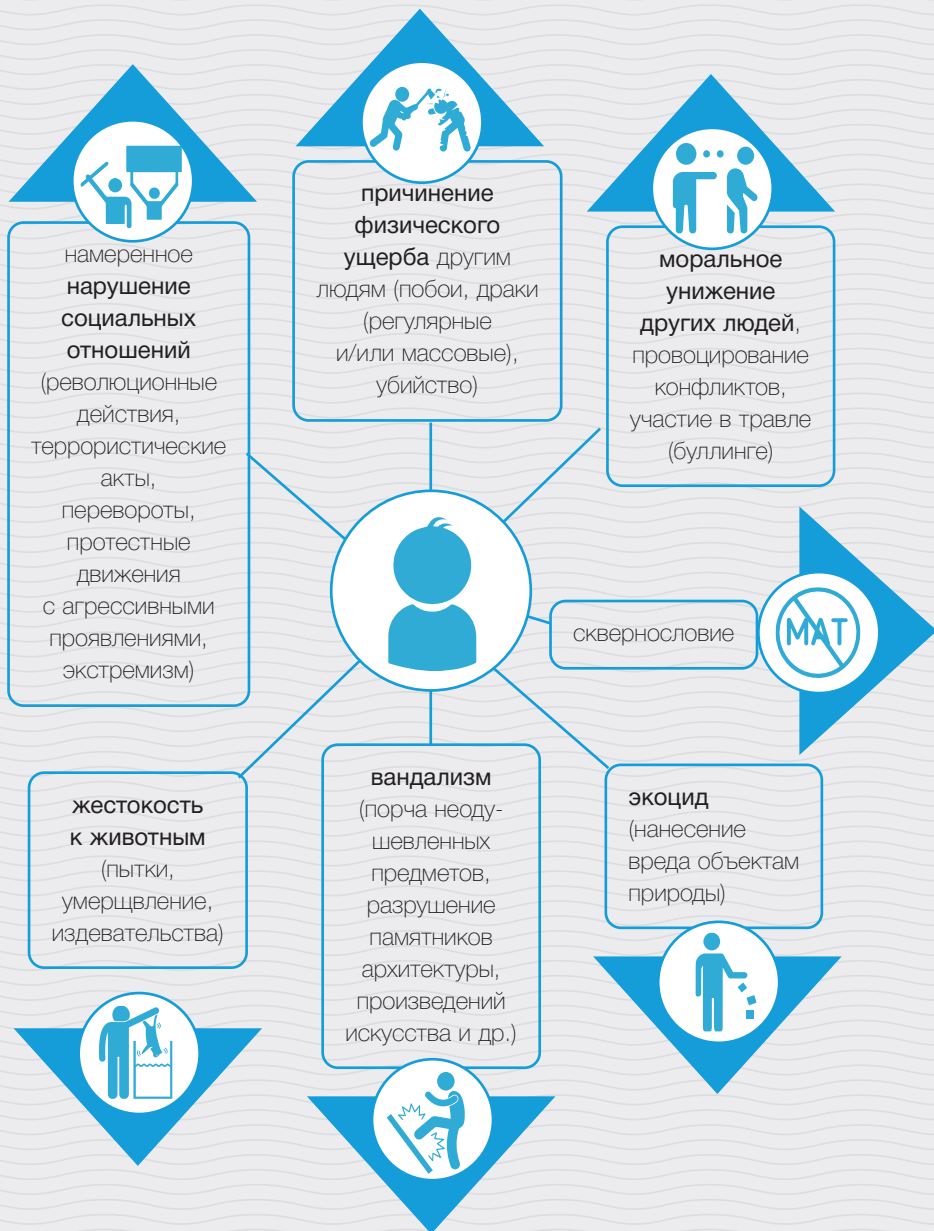 намеренное
нарушение
социальных
отношений
(революционные
действия,
террористические
акты,
перевороты,
протестные
движения
с агрессивными
проявлениями,
экстремизм)
причинение
физического
ущерба другим
людям (побои, драки
(регулярные
и/или массовые),
убийство)
моральное
унижение
других людей,
провоцирование
конфликтов,
участие в травле
(буллинге)
сквернословие
МАТ
жестокость
к животным
(пытки,
умерщвление,
издевательства)
вандализм
(порча неоду-
шевленных
предметов,
разрушение
памятников
архитектуры,
произведений
искусства и др.)
экоцид
(нанесение
вреда объектам
природы)